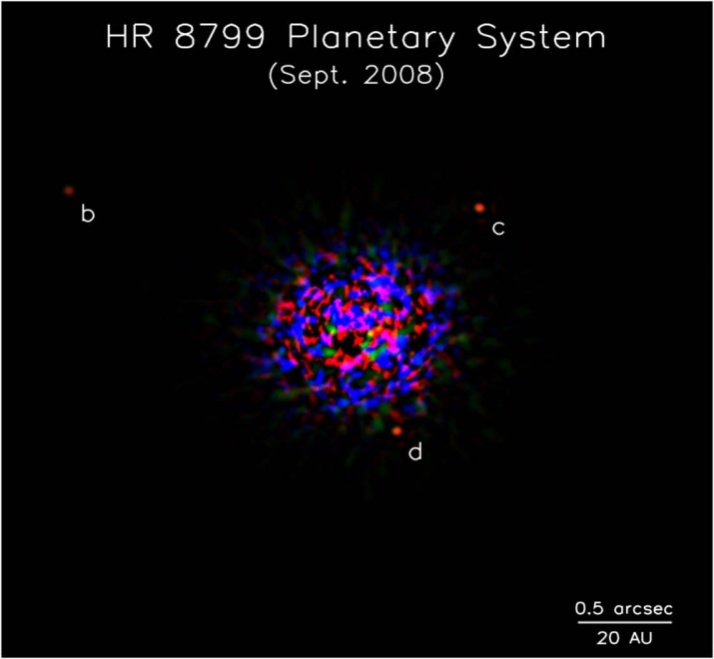 HR 8799 Planetary System
(Sept. 2008)
b
c
d
0.5 arcsec
20 AU